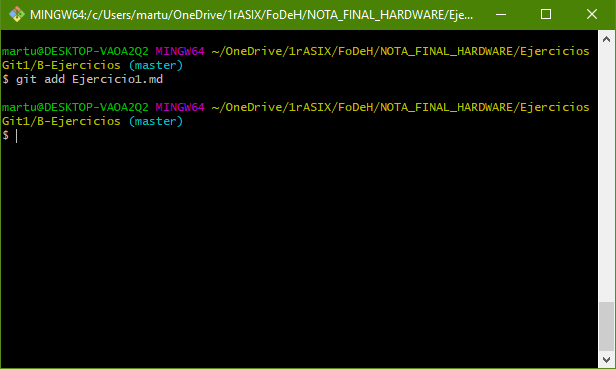 MINGW64:/c/Users/martu/OneDrive/1rASIX/FoDeH/NOTA_FINAL_HARDWARE/Eje...
martu@DESKTOP-VAOA2Q2 MINGW64 ~/OneDrive/1rASIX/FoDeH/NOTA_FINAL_HARDWARE/Ejercicios
Git1/B-Ejercicios (master)
$ git add Ejercicio1.md
martu@DESKTOP-VAOA2Q2 MINGW64 ~/OneDrive/1rASIX/FoDeH/NOTA_FINAL_HARDWARE/Ejercicios
Git1/B-Ejercicios (master)
$